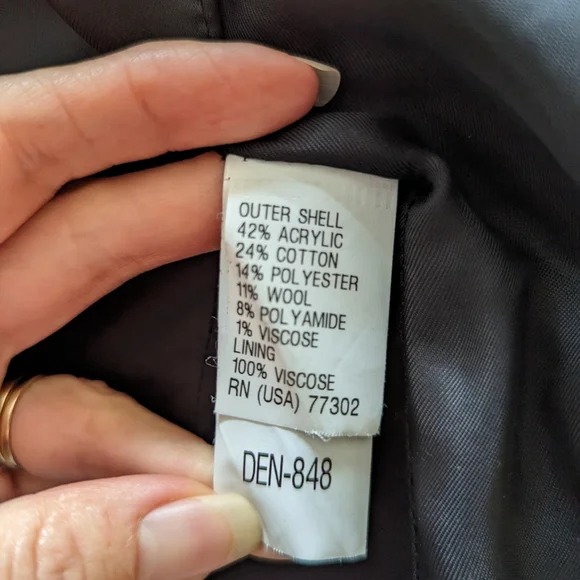 OUTER SHELL
42% ACRYLIC
24% COTTON
14% POLYESTER
11% WOOL
8% POLYAMIDE
1% VISCOSE
LINING
100% VISCOSE
RN (USA) 77302
DEN-848